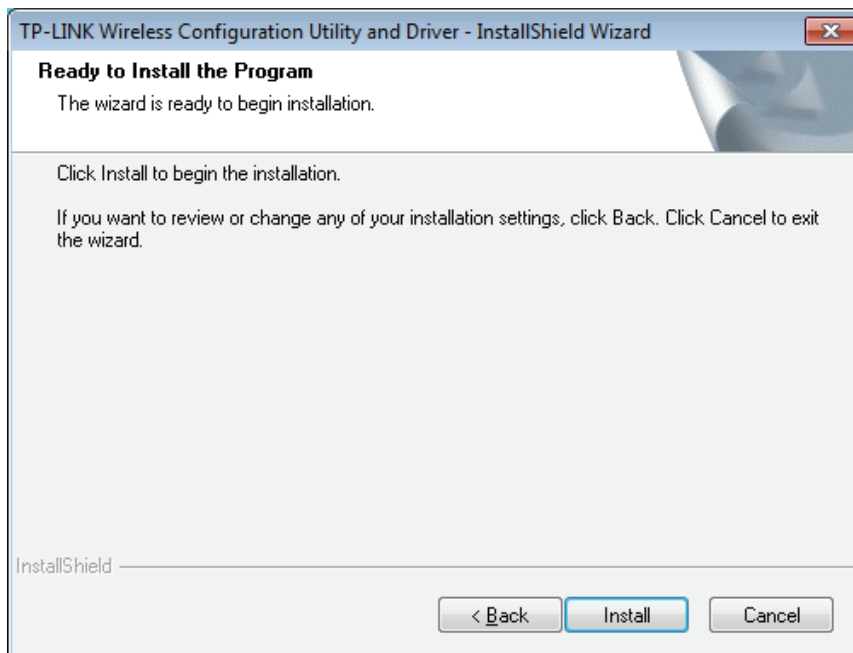 TP-LINK Wireless Configuration Utility and Driver - InstallShield Wizard
Ready to Install the Program
The wizard is ready to begin installation.
Click Install to begin the installation.
If you want to review or change any of your installation settings, click Back. Click Cancel to exit
the wizard.
InstallShield
< Back
Install
Cancel